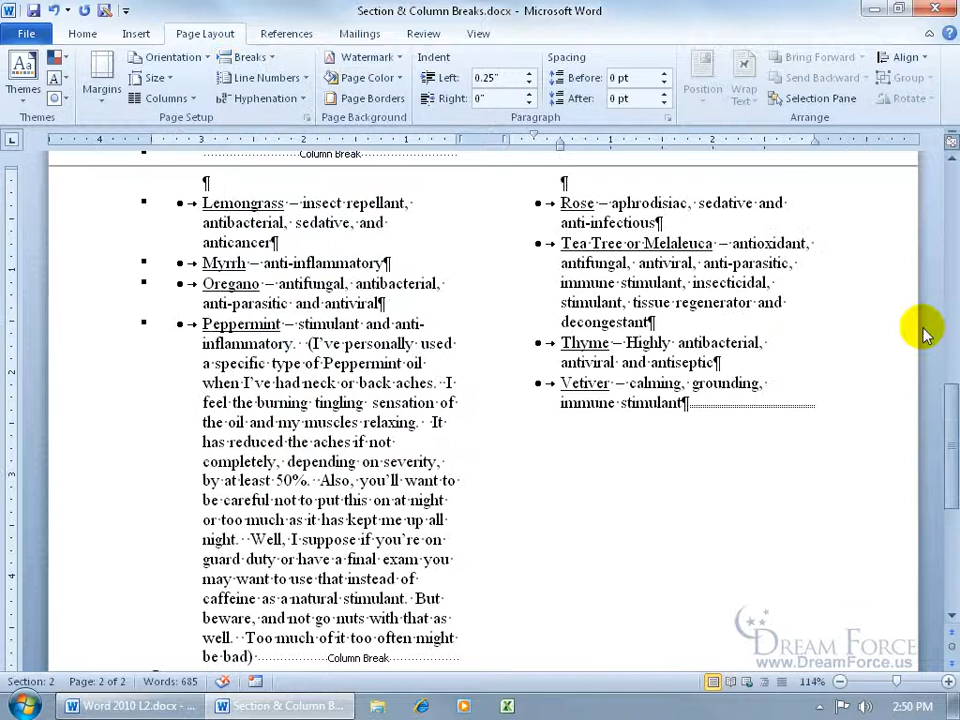 Section & Column Breaks.docx - Microsoft Word
File Home Insert Page Layout References Mailings Review View
Themes
Margins
Orientation
Size
Columns
Breaks
Line Numbers
Hyphenation
Watermark
Page Color
Page Borders
Indent
Left: 0.25"
Right: 0"
Spacing
Before: 0 pt
After: 0 pt
Position
Wrap
Text
Bring Forward
Send Backward
Selection Pane
Align
Group
Rotate
Themes Page Setup Page Background Paragraph Arrange
Column Break
¶
Lemongrass – insect repellant,
antibacterial, sedative, and
anticancer¶
Myrrh – anti-inflammatory¶
Oregano – antifungal, antibacterial,
anti-parasitic and antiviral¶
Peppermint – stimulant and anti-
inflammatory. (I've personally used
a specific type of Peppermint oil
when I've had neck or back aches. I
feel the burning tingling sensation of
the oil and my muscles relaxing. It
has reduced the aches if not
completely, depending on severity,
by at least 50%. Also, you'll want to
be careful not to put this on at night
or too much as it has kept me up all
night. Well, I suppose if you're on
guard duty or have a final exam you
may want to use that instead of
caffeine as a natural stimulant. But
beware, and not go nuts with that as
well. Too much of it too often might
be bad) Column Break
¶
Rose – aphrodisiac, sedative and
anti-infectious¶
Tea Tree or Melaleuca – antioxidant,
antifungal, antiviral, anti-parasitic,
immune stimulant, insecticidal,
stimulant, tissue regenerator and
decongestant¶
Thyme – Highly antibacterial,
antiviral and antiseptic¶
Vetiver – calming, grounding,
immune stimulant¶
DREAM FORCE
www.DreamForce.us
Section: 2 Page: 2 of 2 Words: 685 114%
Word 2010 L2.docx - ... Section & Column B... 2:50 PM